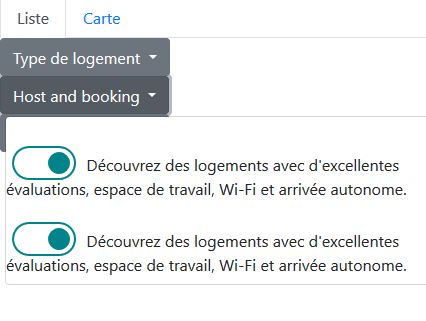 Liste
Carte
Type de logement
Host and booking
Découvrez des logements avec d'excellentes
évaluations, espace de travail, Wi-Fi et arrivée autonome.
Découvrez des logements avec d'excellentes
évaluations, espace de travail, Wi-Fi et arrivée autonome.